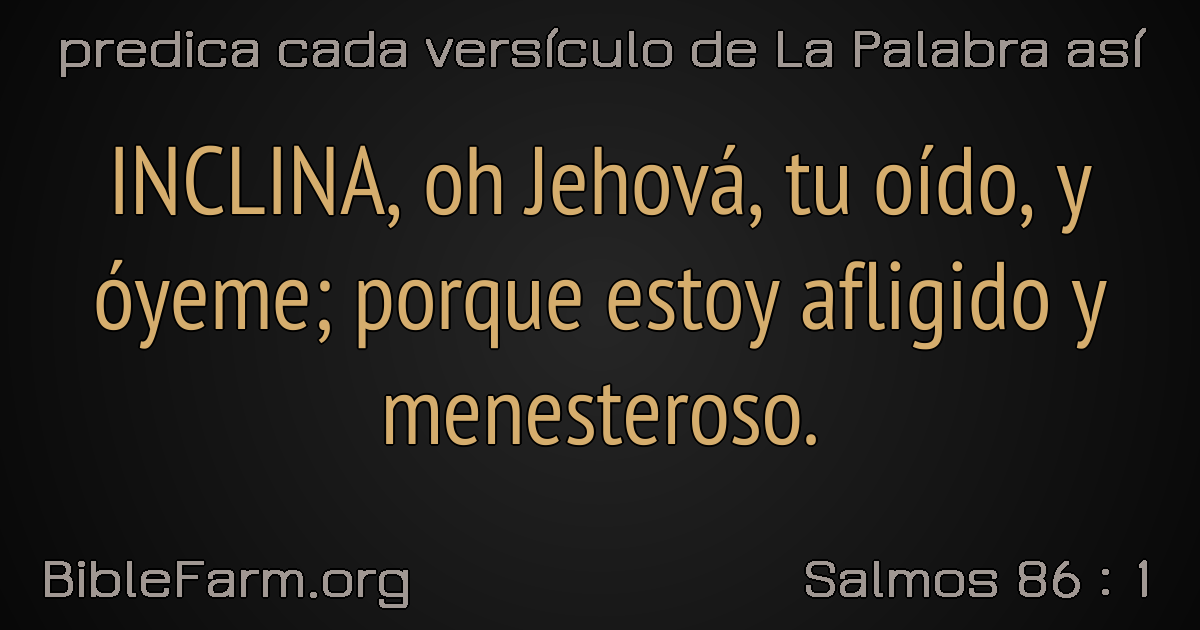 predica cada versículo de La Palabra así
INCLINA, oh Jehová, tu oído, y
óyeme; porque estoy afligido y
menesteroso.
BibleFarm.org
Salmos 86 : 1